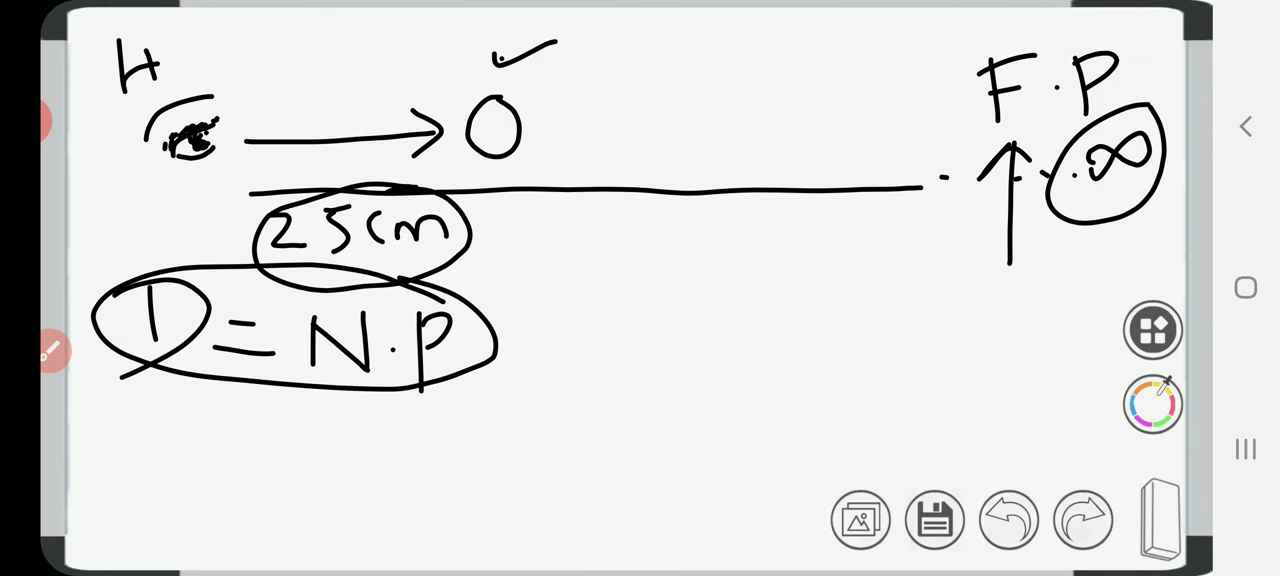 H
F.P
∞
25cm
D = N.P